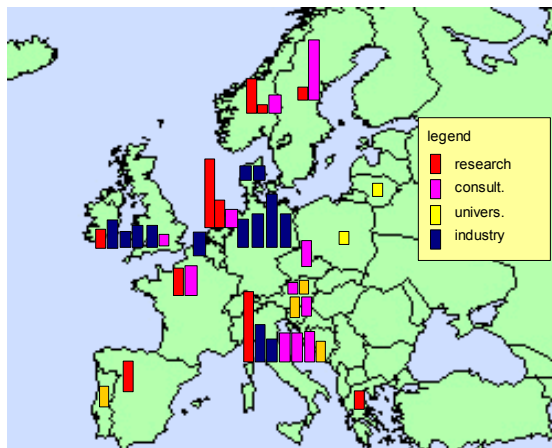 legend
research
consult.
univers.
industry